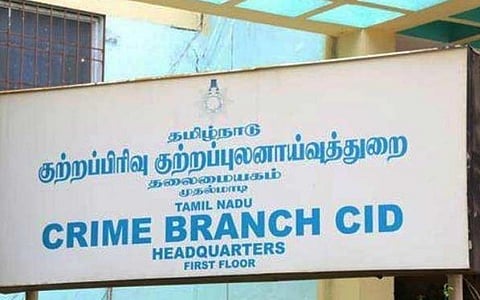 தமிழ்நாடு
குற்றப்பிரிவு குற்றப்புலனாய்வுத்துறை
தலைமையகம்
முதல்மாடி
TAMIL NADU
CRIME BRANCH CID
HEADQUARTERS
FIRST FLOOR